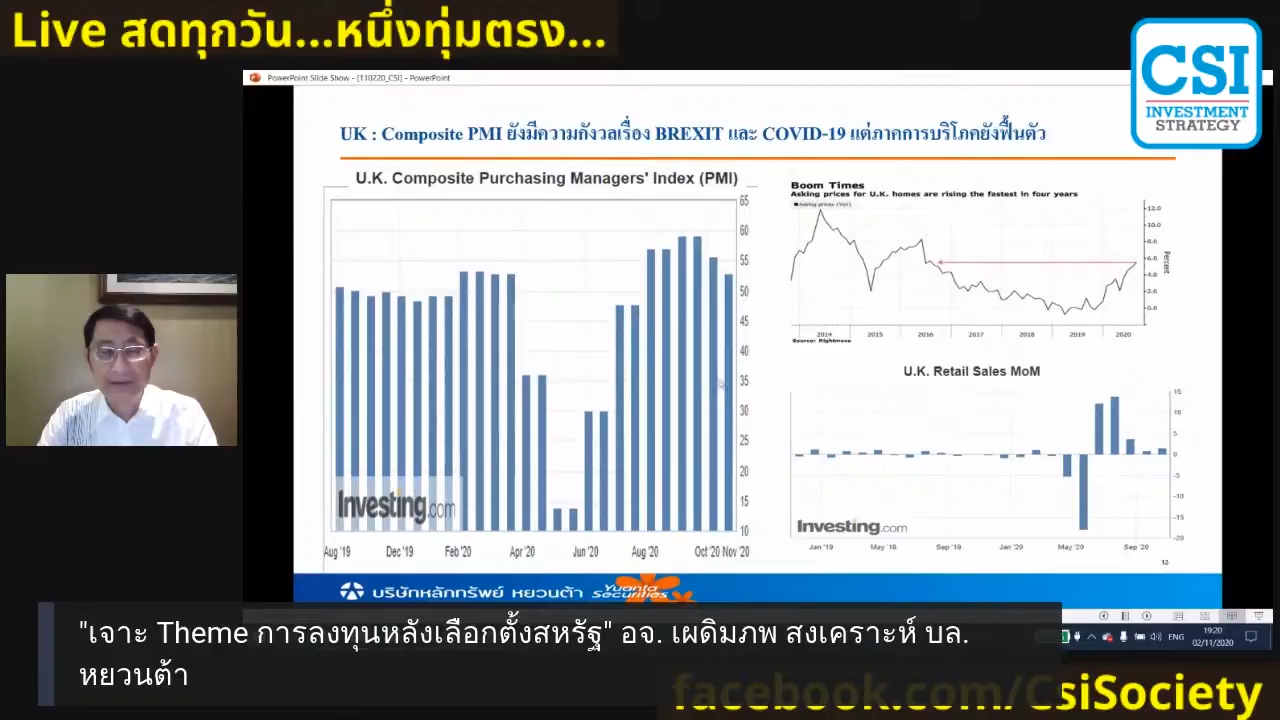 Live สดทุกวัน...หนึ่งทุ่มตรง...
CSI
INVESTMENT
STRATEGY
PowerPoint Slide Show - [110220_CSI] - PowerPoint
UK : Composite PMI ยังมีความกังวลเรื่อง BREXIT และ COVID-19 แต่ภาคการบริโภคยังฟื้นตัว
U.K. Composite Purchasing Managers' Index (PMI)
65
60
55
50
45
40
35
30
25
20
15
10
Aug '19 Dec '19 Feb '20 Apr '20 Jun '20 Aug '20 Oct '20 Nov '20
Investing.com
Boom Times
Asking prices for U.K. homes are rising the fastest in four years
Asking prices (YoY)
12.0
10.0
8.0
6.0
4.0
2.0
0.0
Percent
2014 2015 2016 2017 2018 2019 2020
Source: Rightmove
U.K. Retail Sales MoM
15
10
5
0
-5
-10
-15
-20
Investing.com
Jan '19 May '19 Sep '19 Jan '20 May '20 Sep '20
13
บริษัทหลักทรัพย์ หยวนต้า Yuanta securities
ENG
19:20
02/11/2020
"เจาะ Theme การลงทุนหลังเลือกตั้งสหรัฐ" อจ. เผดิมภพ สงเคราะห์ บล.
หยวนต้า
facebook.com/CsiSociety